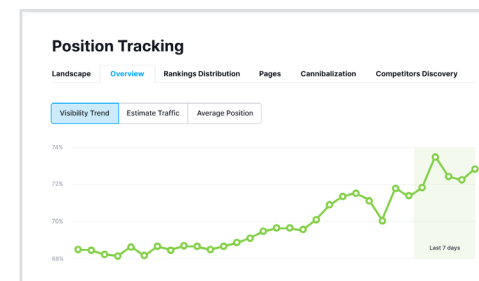 Position Tracking
Landscape Overview Rankings Distribution Pages Cannibalization Competitors Discovery
Visibility Trend Estimate Traffic Average Position
74%
72%
70%
68%
Last 7 days